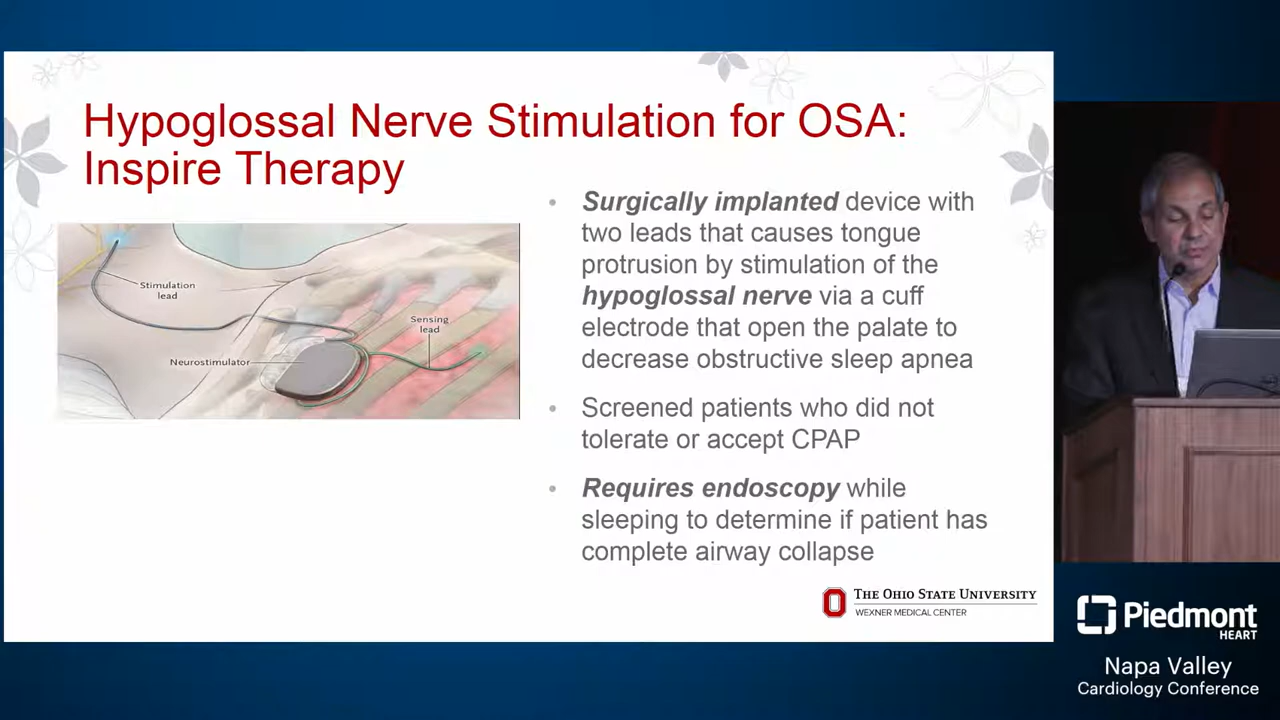 Hypoglossal Nerve Stimulation for OSA:
Inspire Therapy
Stimulation
lead
Sensing
lead
Neurostimulator
• Surgically implanted device with
two leads that causes tongue
protrusion by stimulation of the
hypoglossal nerve via a cuff
electrode that open the palate to
decrease obstructive sleep apnea
• Screened patients who did not
tolerate or accept CPAP
• Requires endoscopy while
sleeping to determine if patient has
complete airway collapse
THE OHIO STATE UNIVERSITY
WEXNER MEDICAL CENTER
Piedmont
HEART
Napa Valley
Cardiology Conference